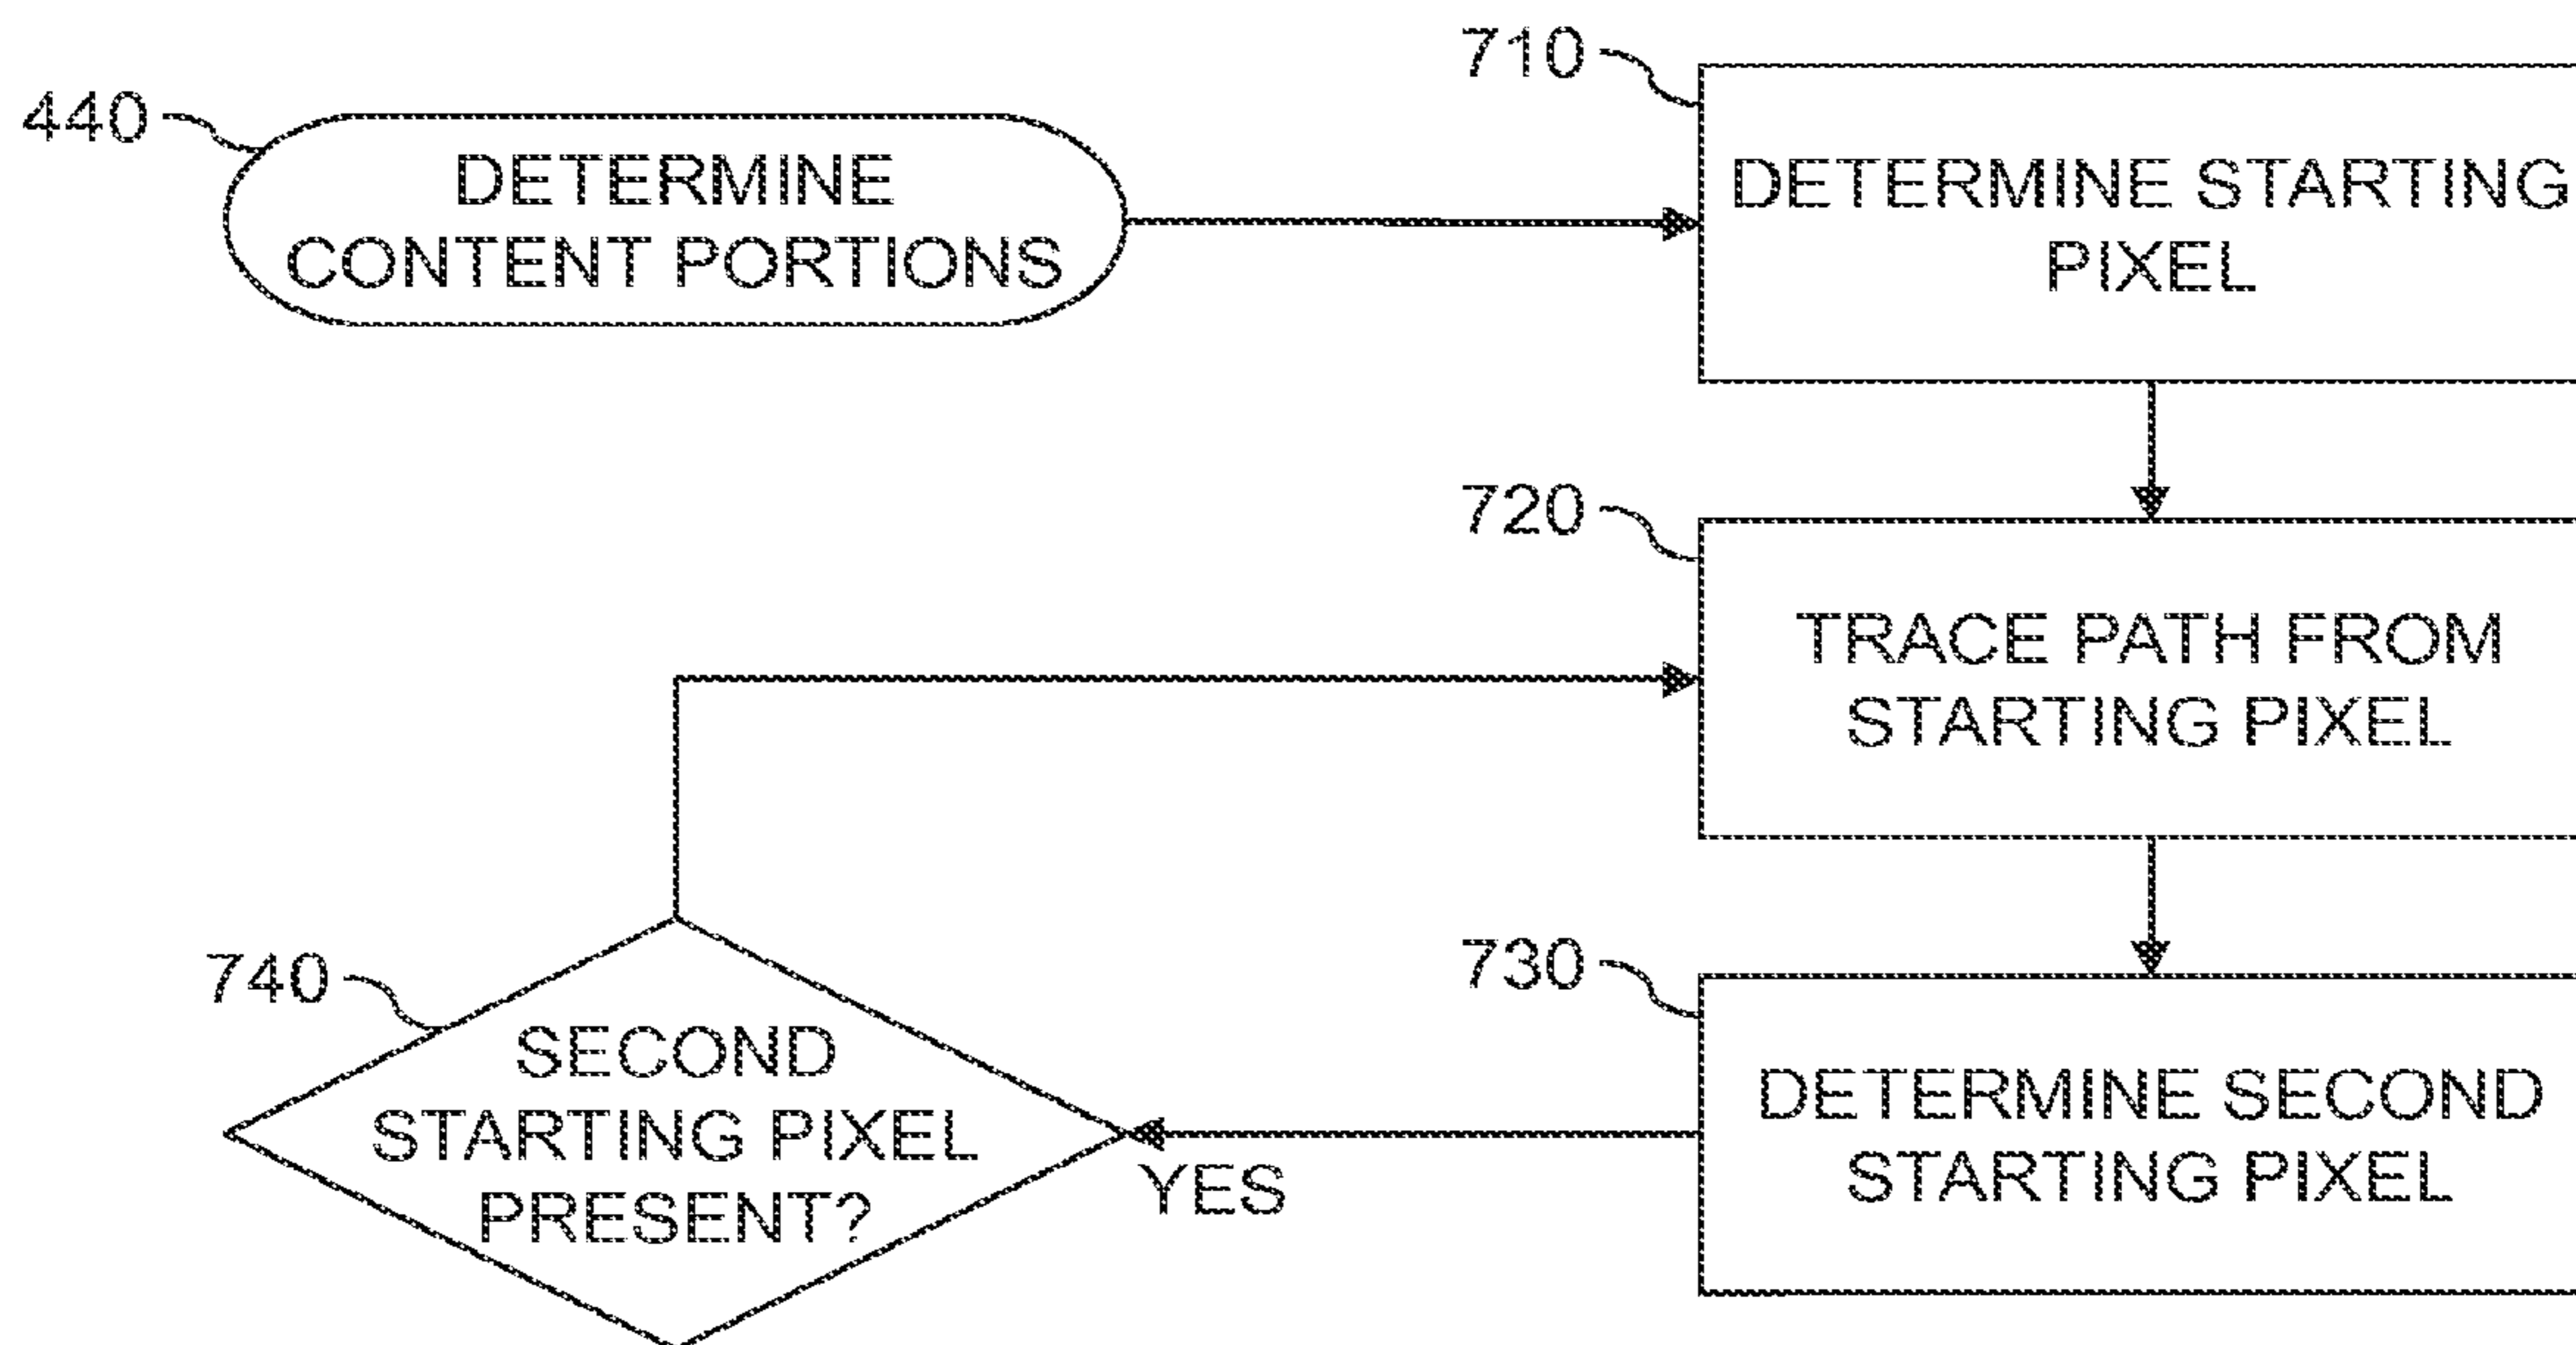 440
DETERMINE
CONTENT PORTIONS
710
DETERMINE STARTING
PIXEL
720
TRACE PATH FROM
STARTING PIXEL
730
DETERMINE SECOND
STARTING PIXEL
740
SECOND
STARTING PIXEL
PRESENT?
YES